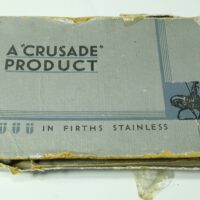 A "CRUSADE"
PRODUCT
IN FIRTHS STAINLESS